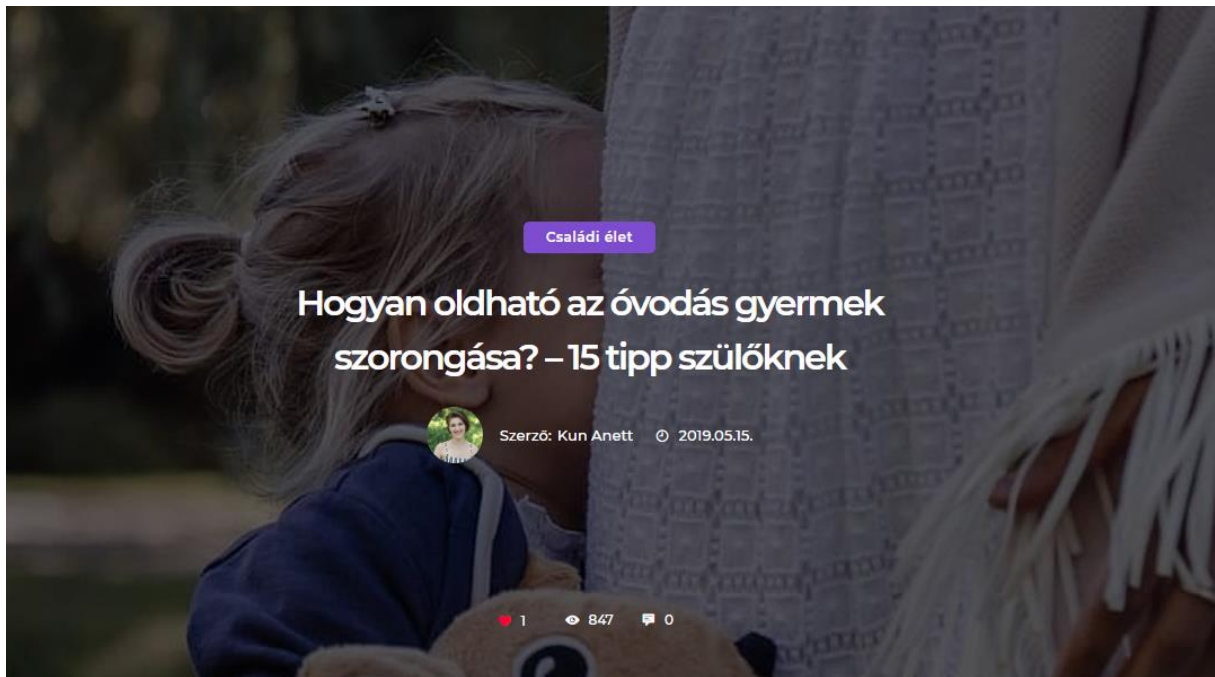 Családi élet
Hogyan oldható az óvodás gyermek
szorongása? – 15 tipp szülőknek
Szerző: Kun Anett 2019.05.15.
1 847 0